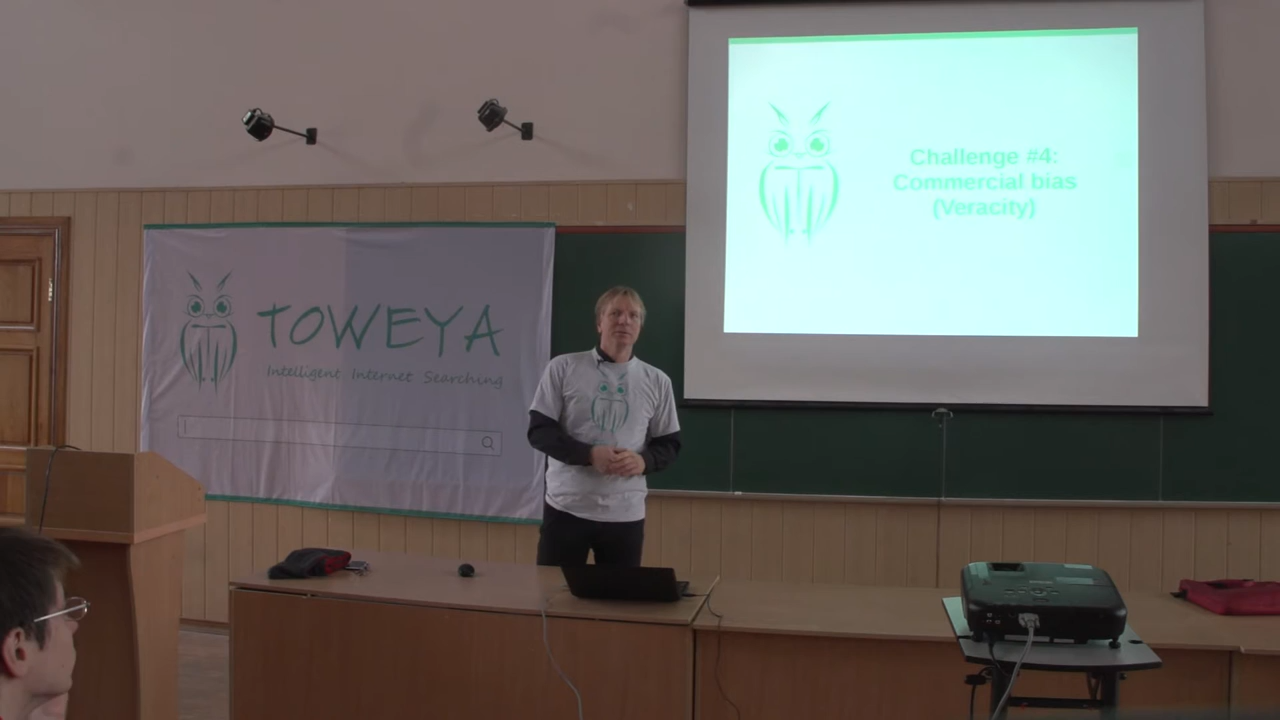 Challenge #4:
Commercial bias
(Veracity)
TOWEYA
Intelligent Internet Searching